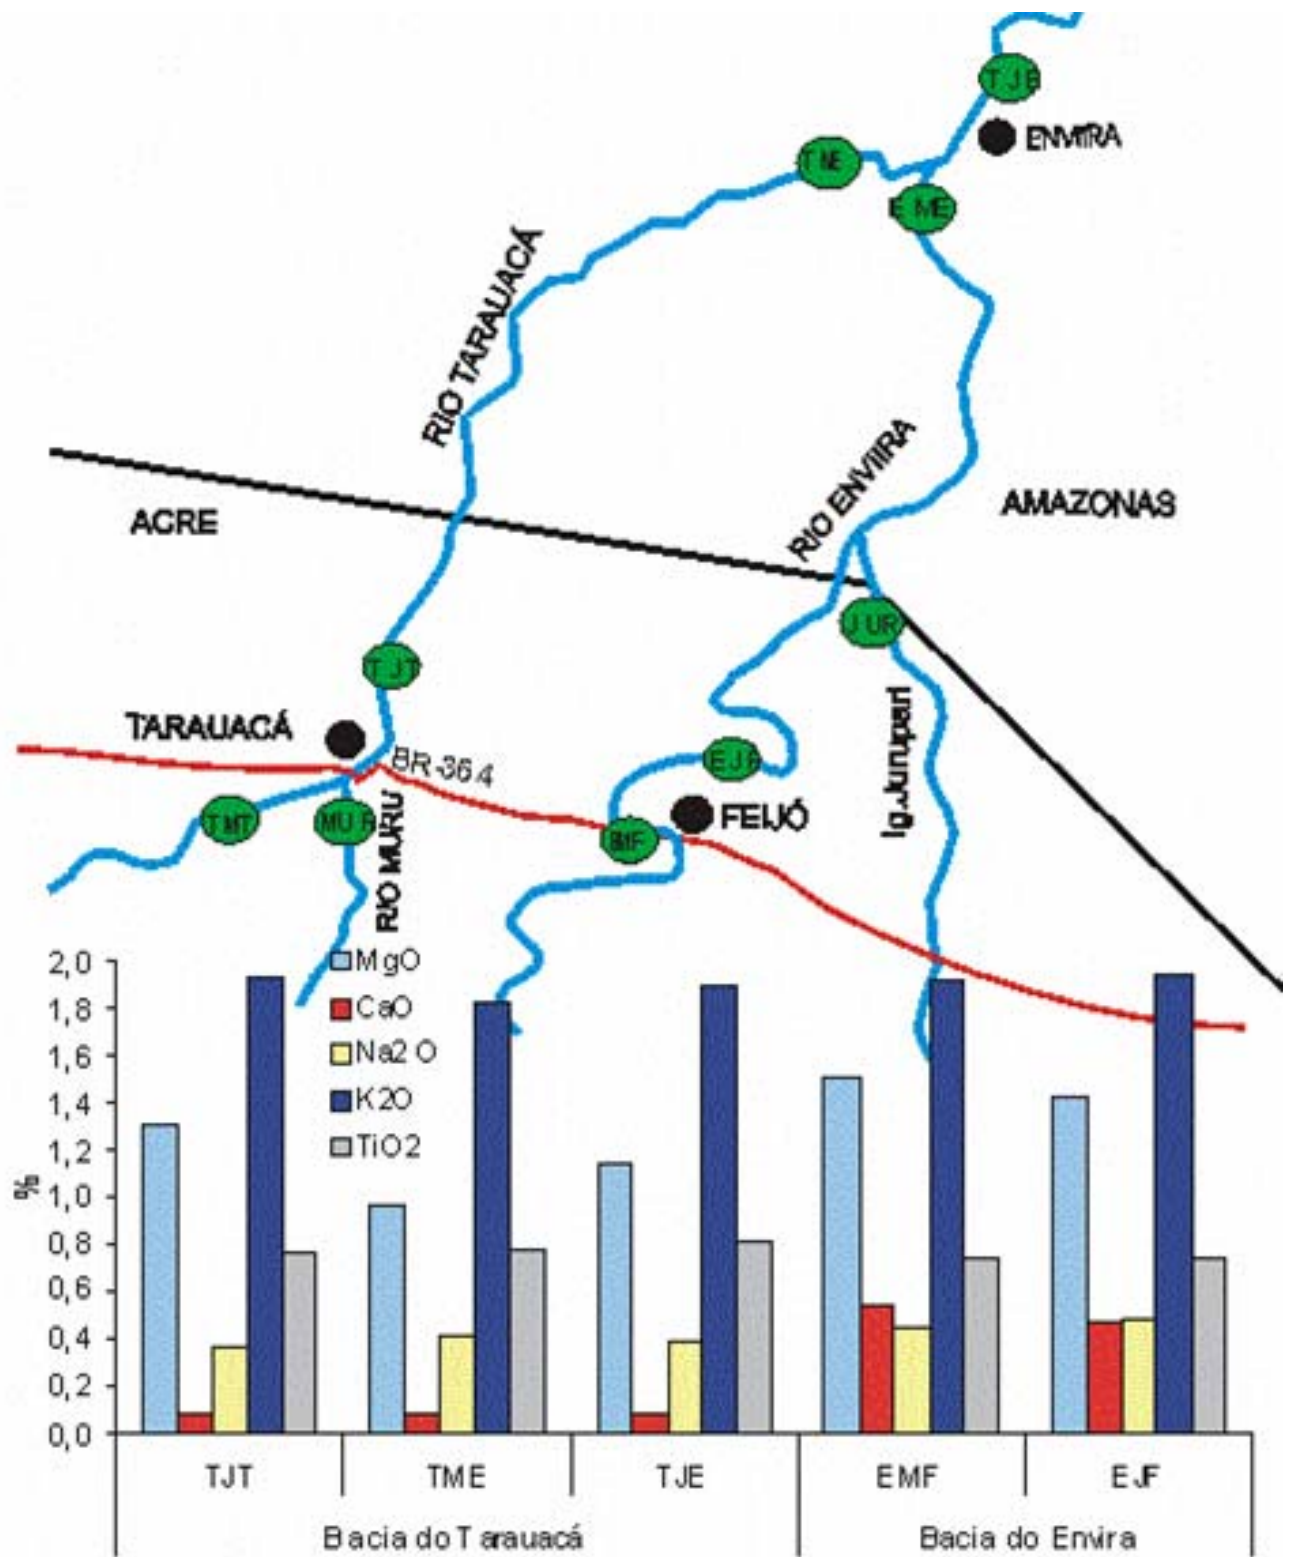 TJE
ENVIRA
TME
EME
RIO TARAUACÁ
RIO ENVIIRA
AMAZONAS
ACRE
JUR
TJT
TARAUACÁ
BR-364
EJF
Ig.Jurupari
FEIJÓ
TMT
MUR
RIO MURU
2,0
1,8
1,6
1,4
1,2
1,0
0,8
0,6
0,4
0,2
0,0
%
MgO
CaO
Na2O
K2O
TiO2
TJT TME TJE EMF EJF
Bacia do Tarauacá Bacia do Envira